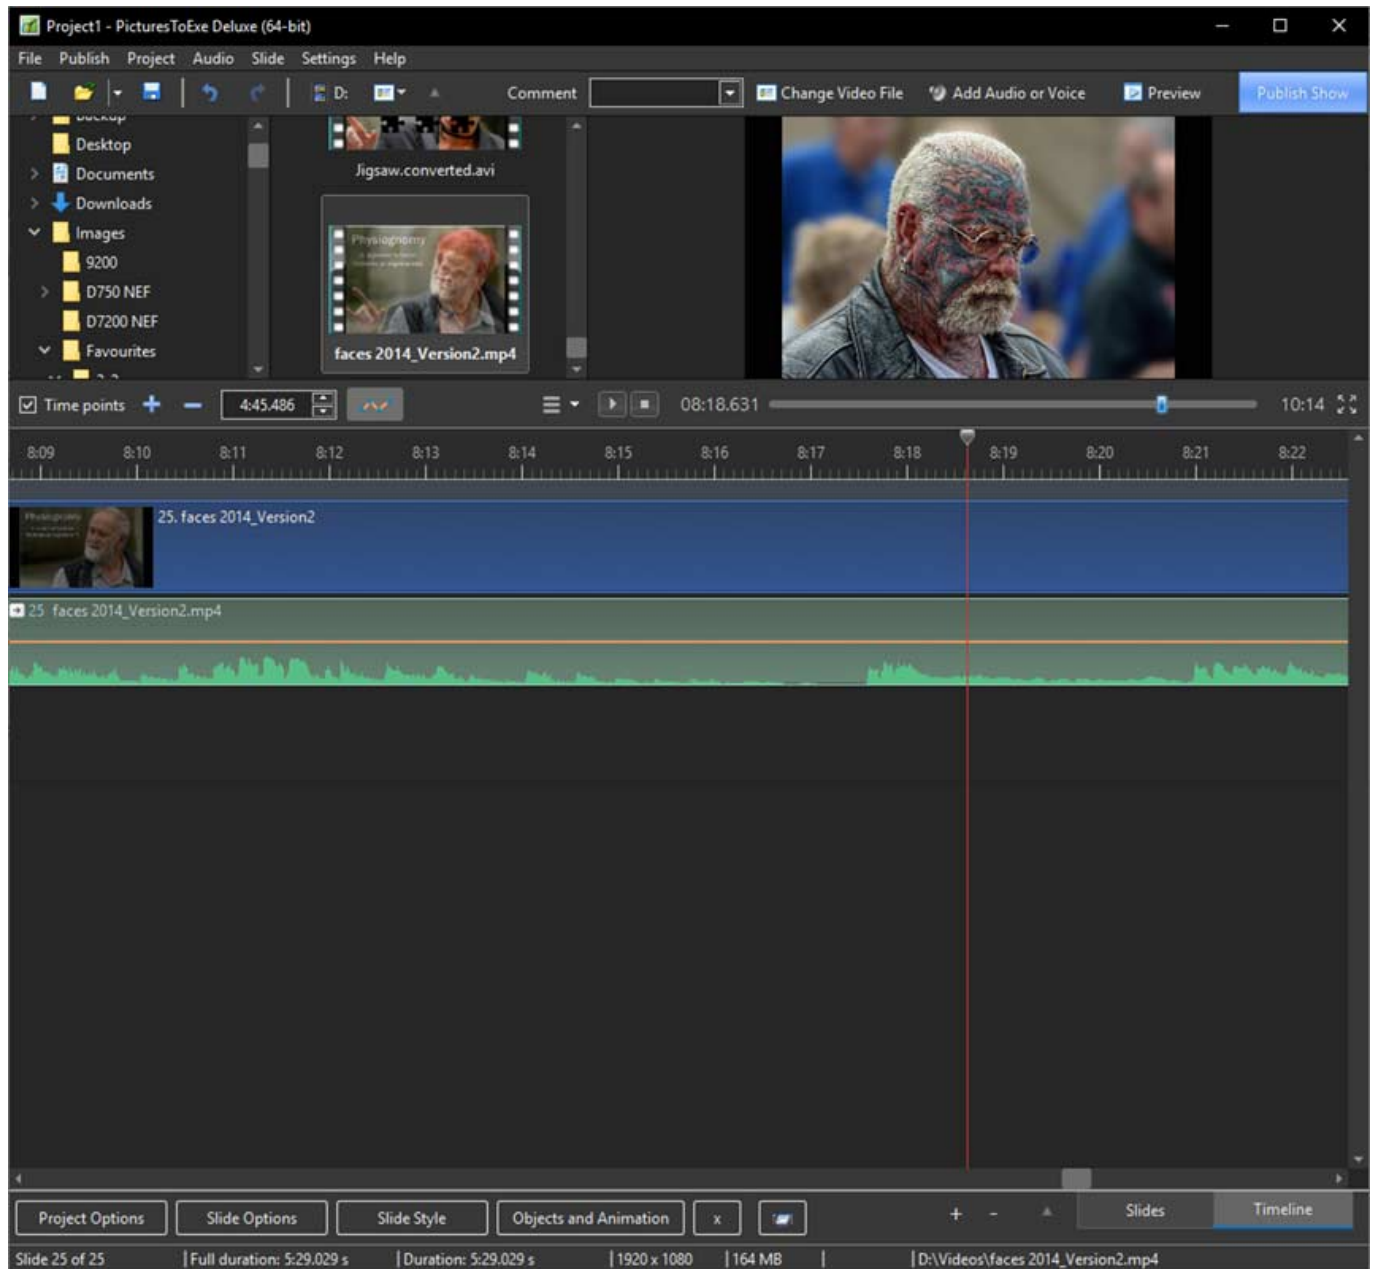 Project1 - PicturesToExe Deluxe (64-bit)
File Publish Project Audio Slide Settings Help
D: Comment Change Video File Add Audio or Voice Preview Publish Show
Backup
Desktop
Documents
Downloads
Images
9200
D750 NEF
D7200 NEF
Favourites
Jigsaw.converted.avi
Physiognomy
faces 2014_Version2.mp4
Time points 4:45.486 08:18.631 10:14
8:09 8:10 8:11 8:12 8:13 8:14 8:15 8:16 8:17 8:18 8:19 8:20 8:21 8:22
Physiognomy
25. faces 2014_Version2
25 faces 2014_Version2.mp4
Project Options Slide Options Slide Style Objects and Animation x + - Slides Timeline
Slide 25 of 25 Full duration: 5:29.029 s Duration: 5:29.029 s 1920 x 1080 164 MB D:\Videos\faces 2014_Version2.mp4